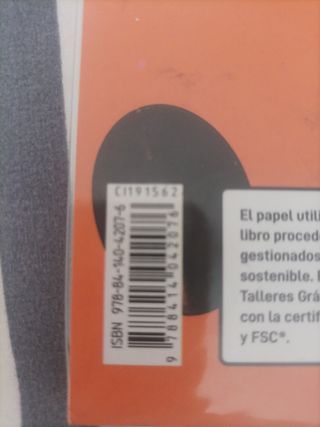 CI191562
ISBN 978-84-140-4207-6
9 788414 042076
El papel utili
libro proced
gestionados
sostenible.
Talleres Grá
con la certif
y FSC®.